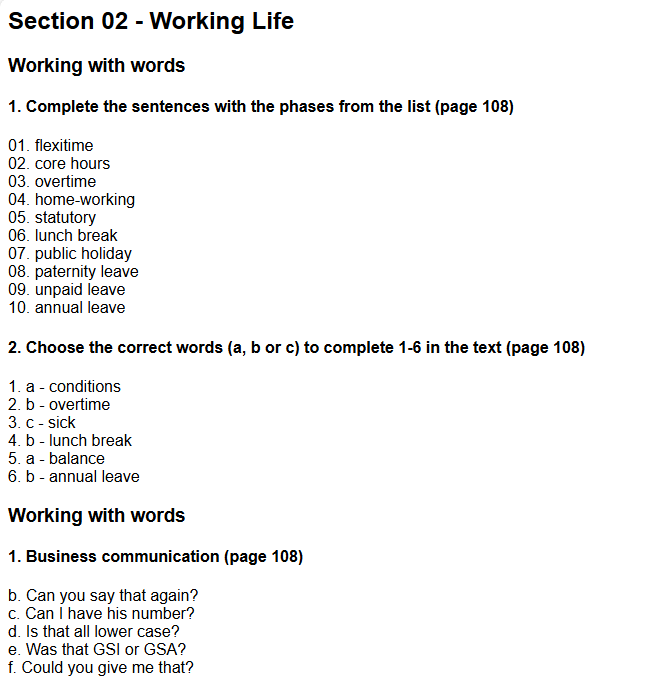 Section 02 - Working Life
Working with words
1. Complete the sentences with the phases from the list (page 108)
01. flexitime
02. core hours
03. overtime
04. home-working
05. statutory
06. lunch break
07. public holiday
08. paternity leave
09. unpaid leave
10. annual leave
2. Choose the correct words (a, b or c) to complete 1-6 in the text (page 108)
1. a - conditions
2. b - overtime
3. c - sick
4. b - lunch break
5. a - balance
6. b - annual leave
Working with words
1. Business communication (page 108)
b. Can you say that again?
c. Can I have his number?
d. Is that all lower case?
e. Was that GSI or GSA?
f. Could you give me that?